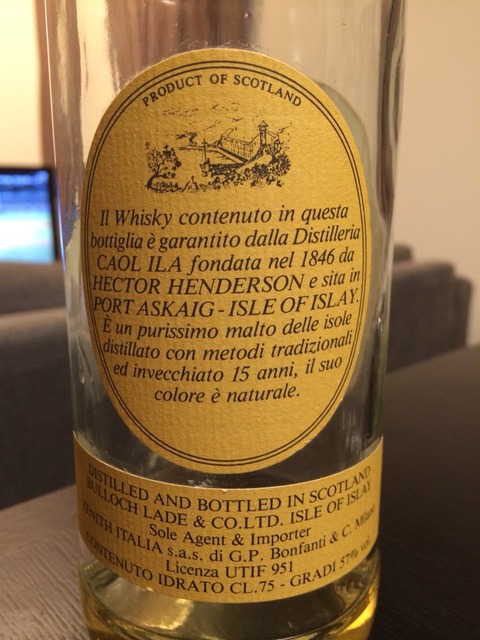 PRODUCT OF SCOTLAND
Il Whisky contenuto in questa
bottiglia è garantito dalla Distilleria
CAOL ILA fondata nel 1846 da
HECTOR HENDERSON e sita in
PORT ASKAIG - ISLE OF ISLAY.
È un purissimo malto delle isole
distillato con metodi tradizionali
ed invecchiato 15 anni, il suo
colore è naturale.
DISTILLED AND BOTTLED IN SCOTLAND
BULLOCH LADE & CO.LTD. ISLE OF ISLAY
Sole Agent & Importer
ZENITH ITALIA s.a.s. di G.P. Bonfanti & C. Milano
Licenza UTIF 951
CONTENUTO IDRATO CL.75 - GRADI 57% vol